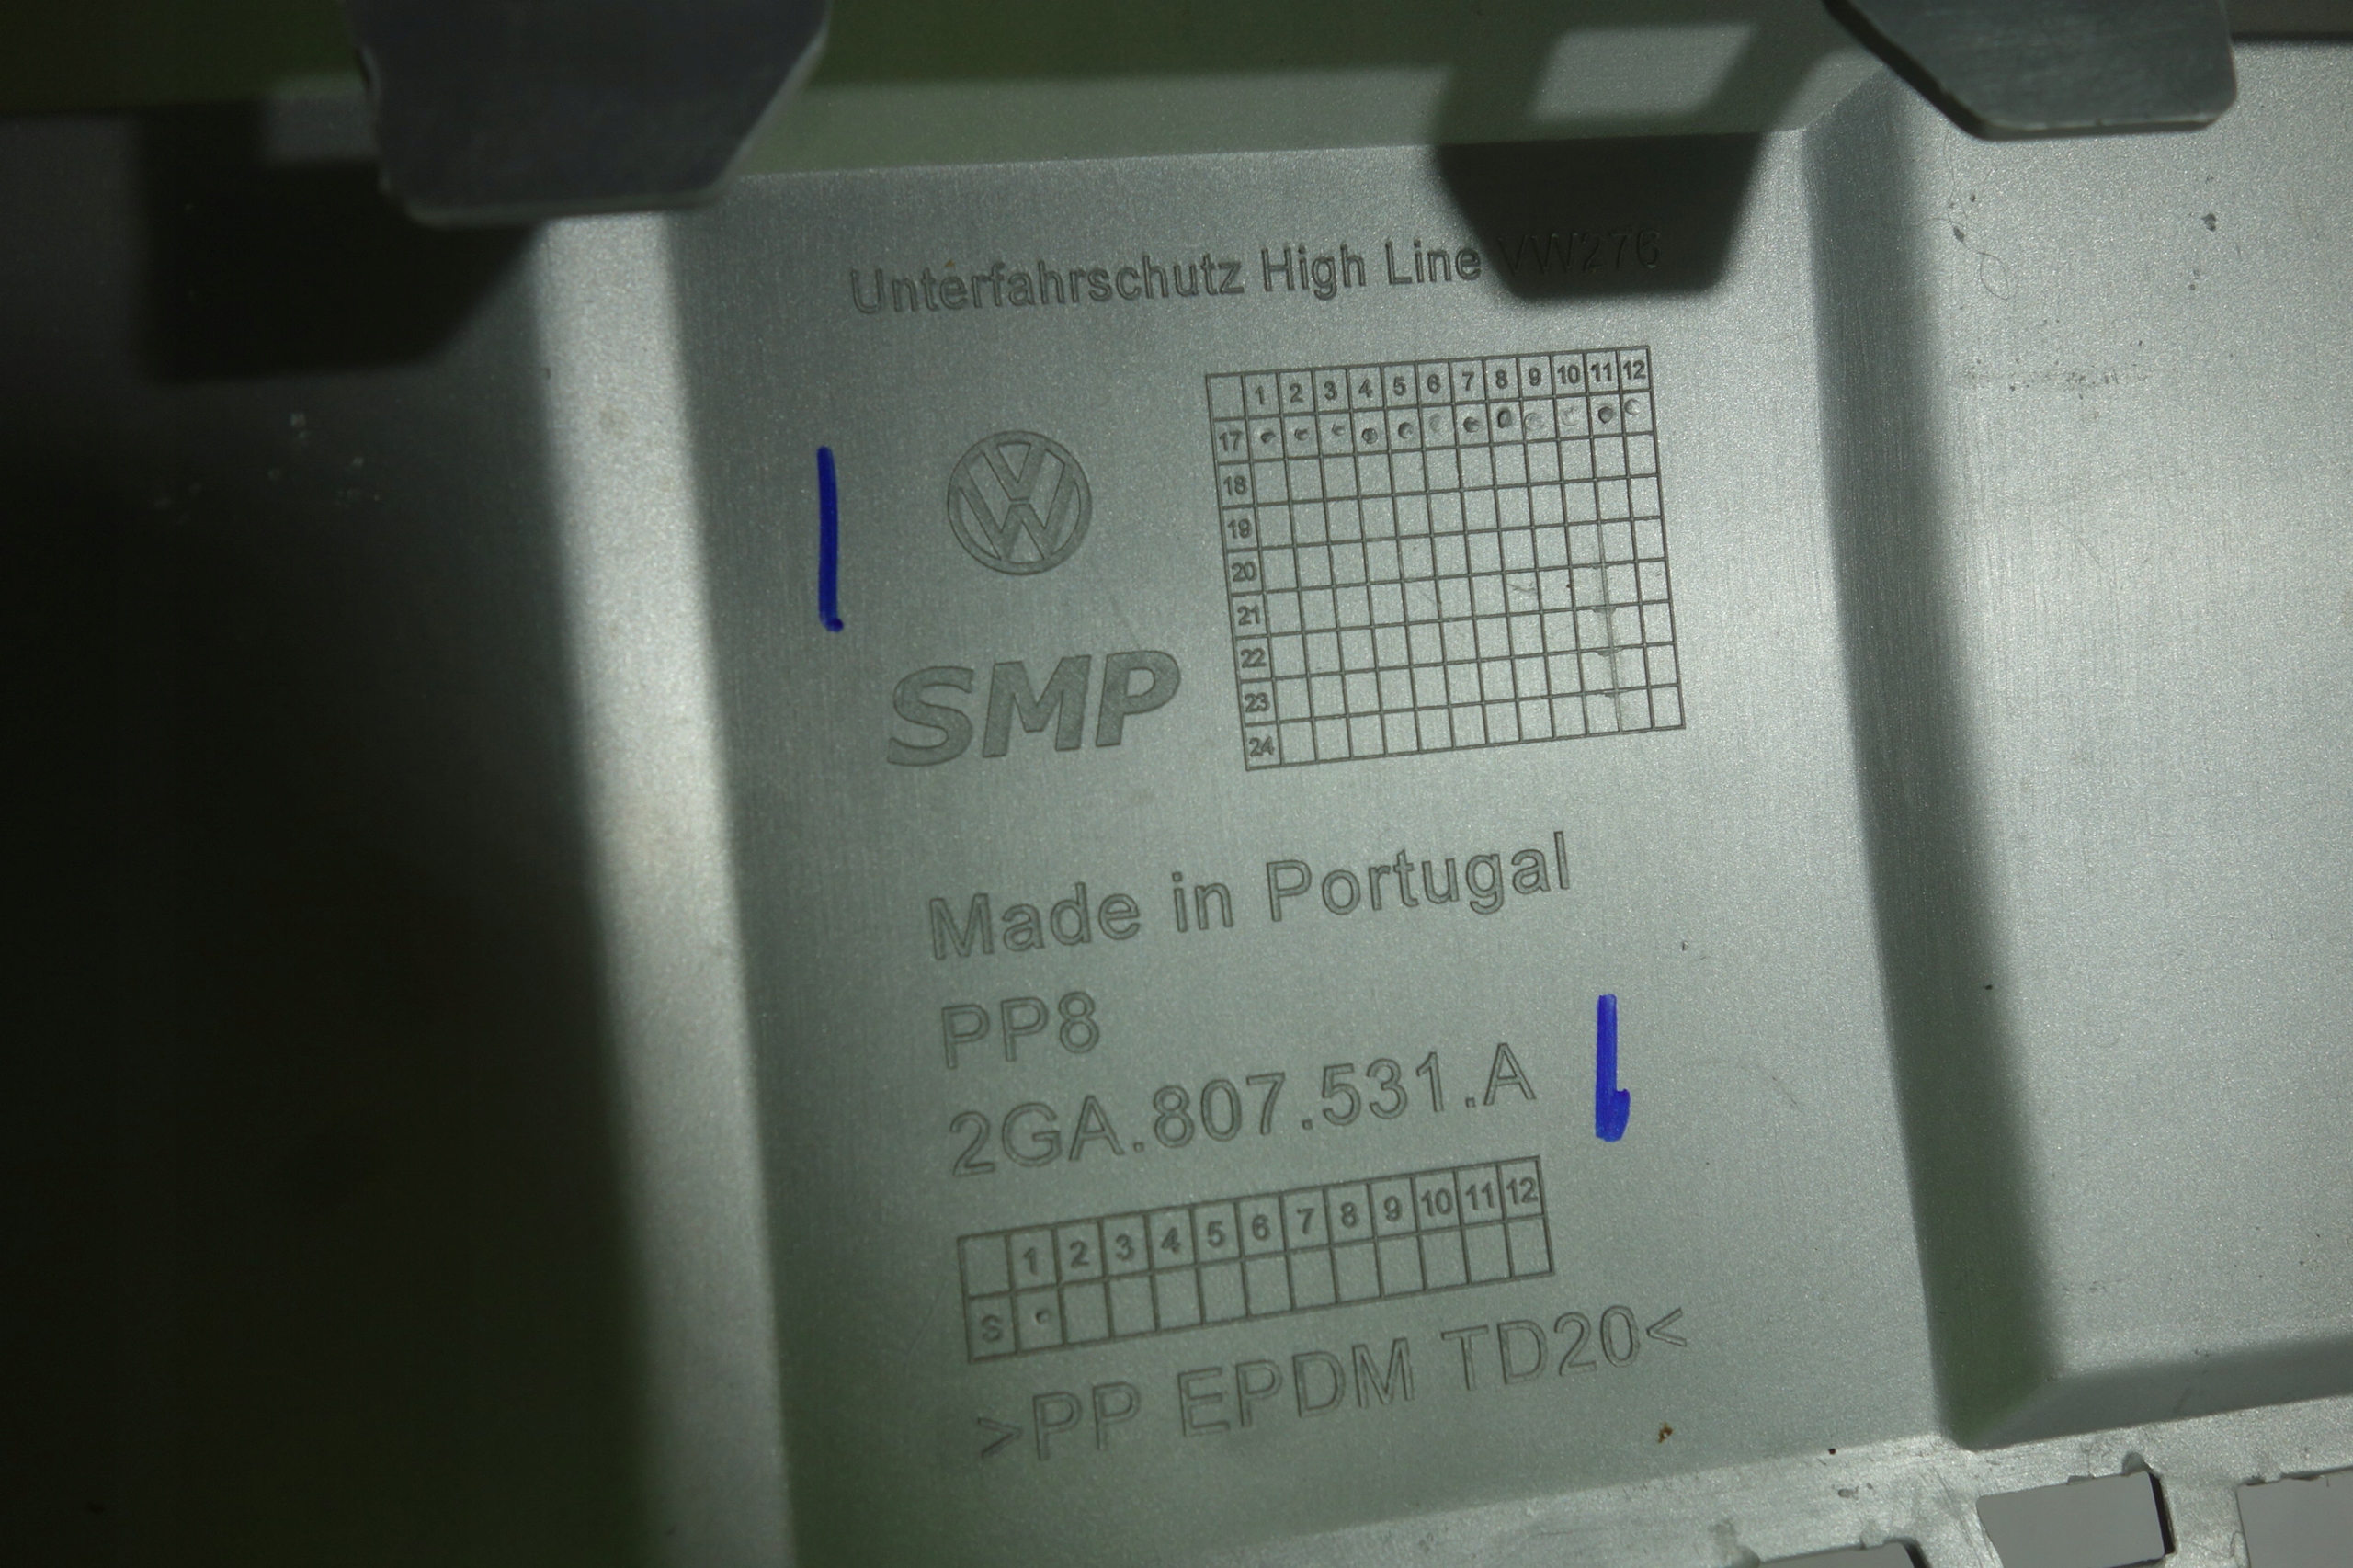 Unterfahrschutz High Line VW276
1 2 3 4 5 6 7 8 9 10 11 12
17
18
19
20
21
22
23
24
VW
SMP
Made in Portugal
PP8
2GA.807.531.A
1 2 3 4 5 6 7 8 9 10 11 12
S
>PP EPDM TD20<